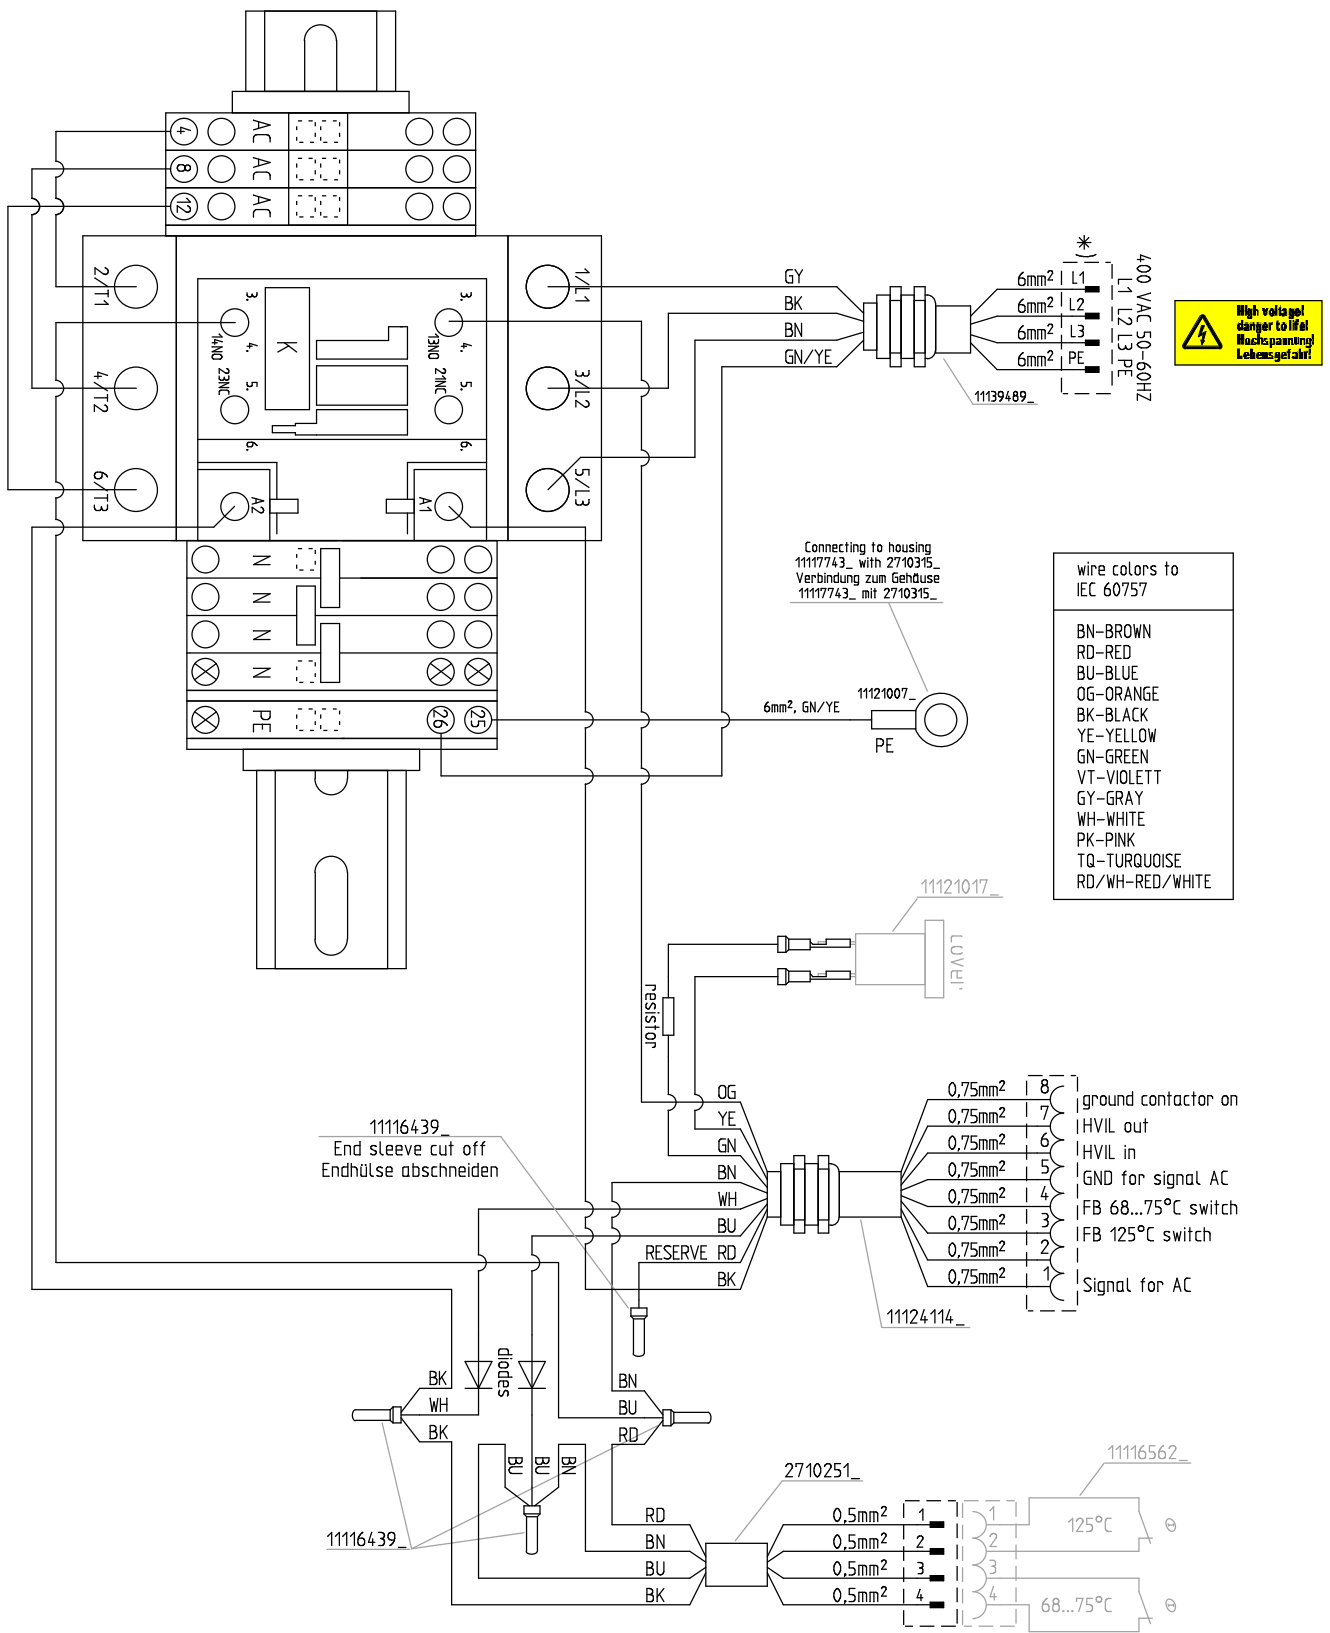 4 AC
8 AC
12 AC
2/T1
4/T2
6/T3
1/L1
3/L2
5/L3
3. 3.
14NO 4. 13NO 4.
K
23NC 5. 21NC 5.
6. 6.
A2 A1
N
N
N
N
PE 26 25
GY
BK
BN
GN/YE
*)
6mm² L1
6mm² L2
6mm² L3
6mm² PE
400 VAC 50-60HZ
L1 L2 L3 PE
11139489_
High voltage!
danger to life!
Hochspannung!
Lebensgefahr!
Connecting to housing
11117743_ with 2710315_
Verbindung zum Gehäuse
11117743_ mit 2710315_
11121007_
6mm², GN/YE
PE
wire colors to
IEC 60757
BN-BROWN
RD-RED
BU-BLUE
OG-ORANGE
BK-BLACK
YE-YELLOW
GN-GREEN
VT-VIOLETT
GY-GRAY
WH-WHITE
PK-PINK
TQ-TURQUOISE
RD/WH-RED/WHITE
11121017_
resistor
11116439_
End sleeve cut off
Endhülse abschneiden
OG
YE
GN
BN
WH
BU
RESERVE RD
BK
0,75mm² 8 ground contactor on
0,75mm² 7 HVIL out
0,75mm² 6 HVIL in
0,75mm² 5 GND for signal AC
0,75mm² 4 FB 68...75°C switch
0,75mm² 3 FB 125°C switch
0,75mm² 2
0,75mm² 1 Signal for AC
11124114_
diodes
BK
WH
BK
BN
BU
RD
BU BU BN
11116439_
2710251_
11116562_
RD 0,5mm² 1 1 125°C Θ
BN 0,5mm² 2 2
BU 0,5mm² 3 3
BK 0,5mm² 4 4 68...75°C Θ